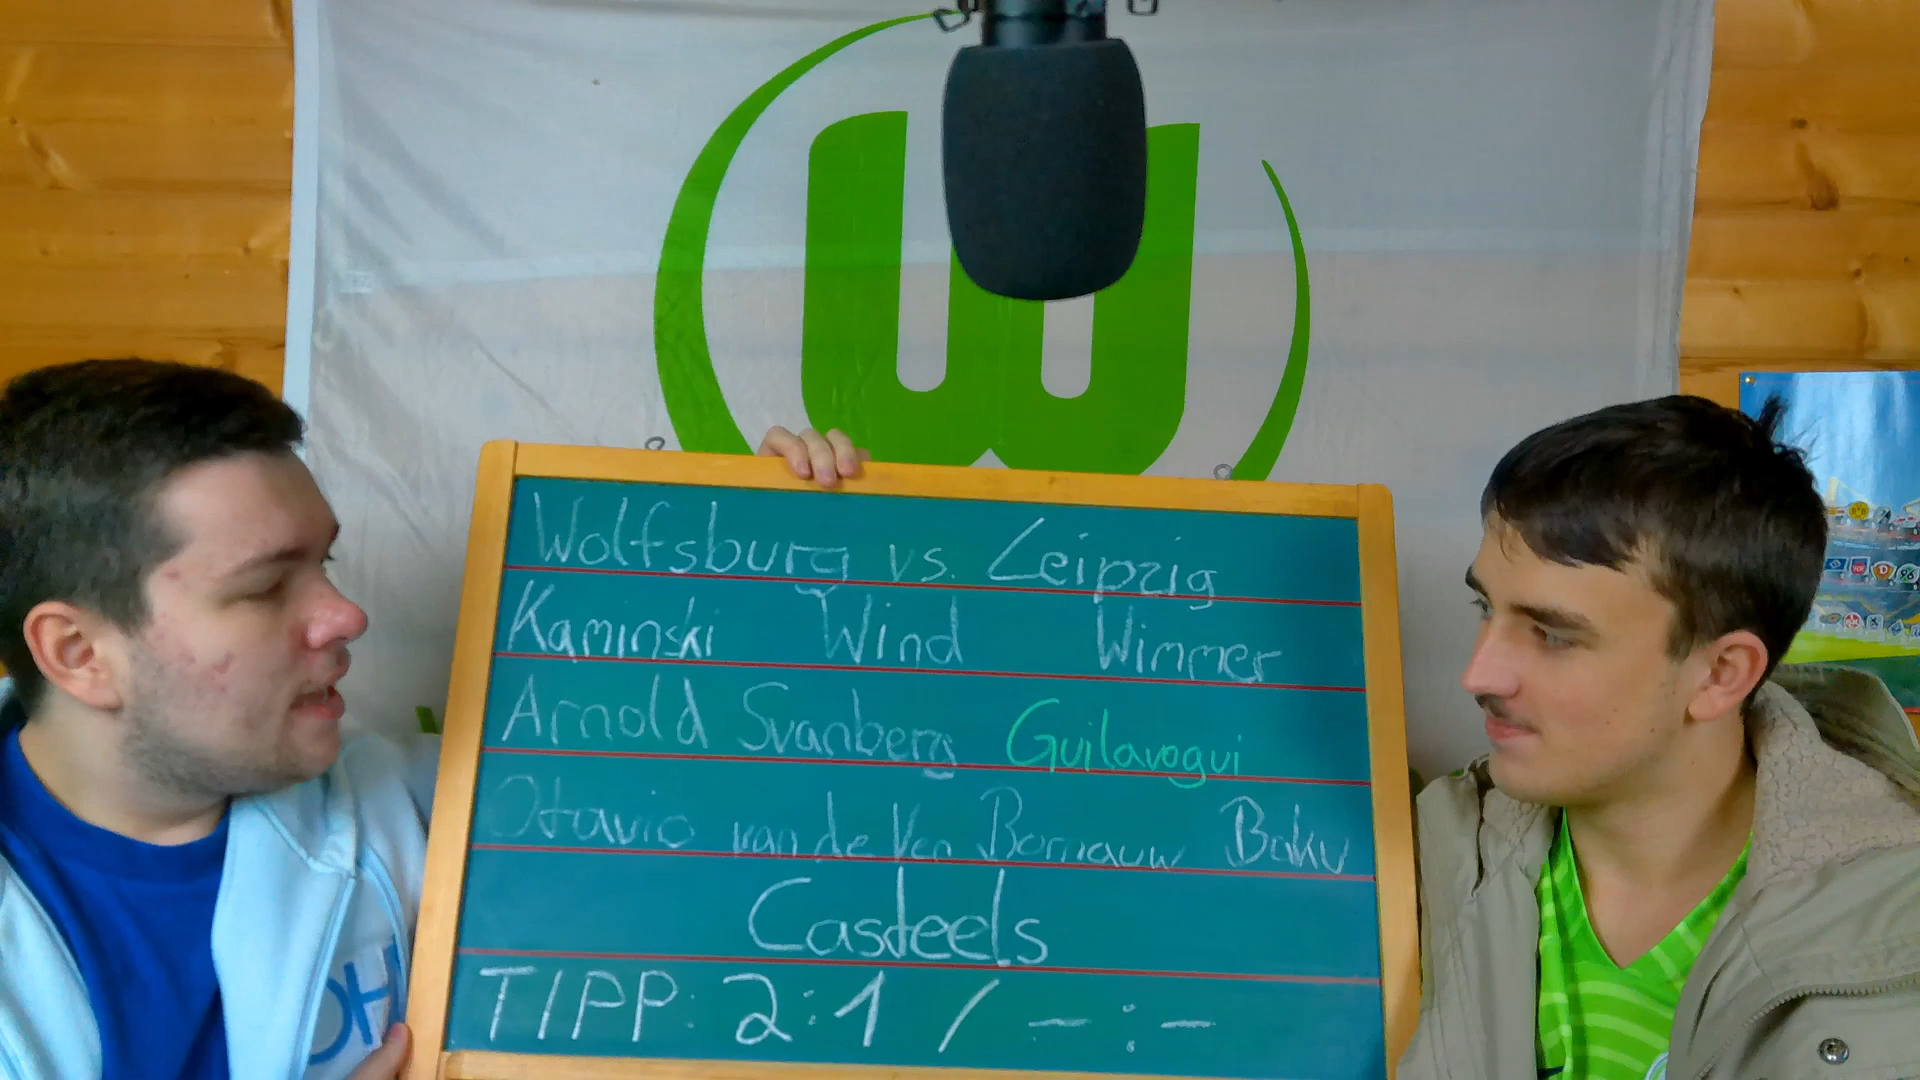 W
Wolfsburg vs. Leipzig
Kaminski Wind Wimmer
Arnold Svanberg Guilavogui
Otavio van de Ven Bornauw Baku
Casteels
TIPP: 2:1 / - : -
OH